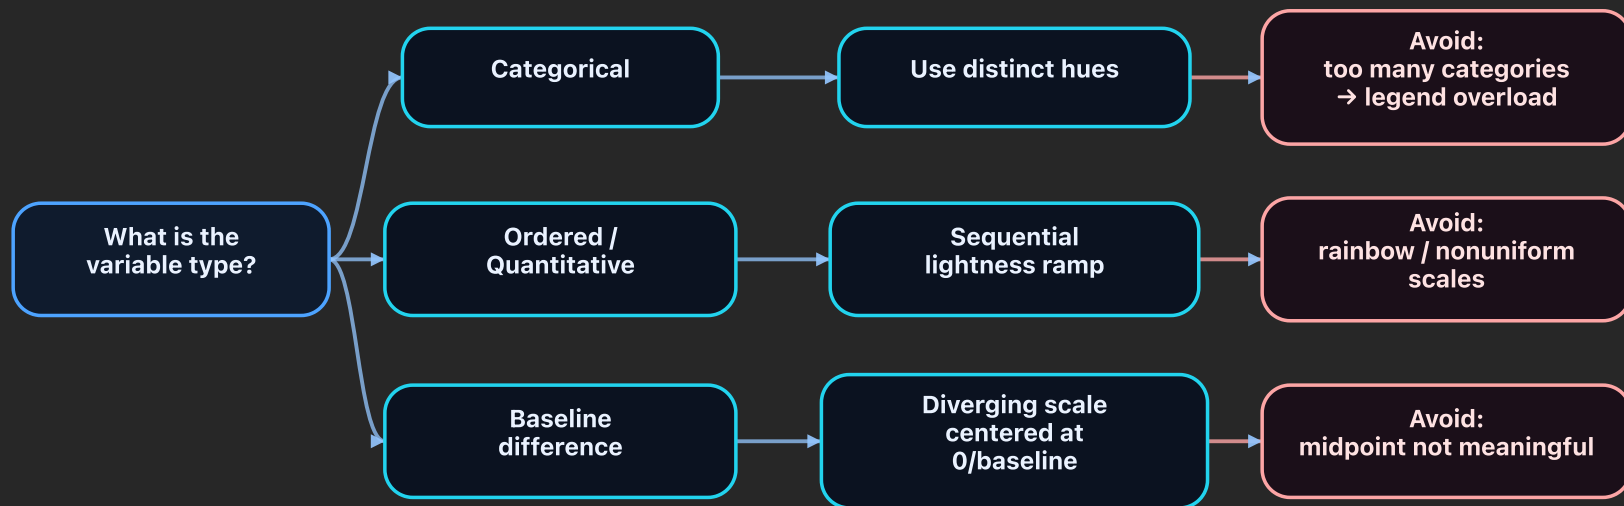 What is the
variable type?
Categorical
Use distinct hues
Avoid:
too many categories
→ legend overload
Ordered /
Quantitative
Sequential
lightness ramp
Avoid:
rainbow / nonuniform
scales
Baseline
difference
Diverging scale
centered at
0/baseline
Avoid:
midpoint not meaningful